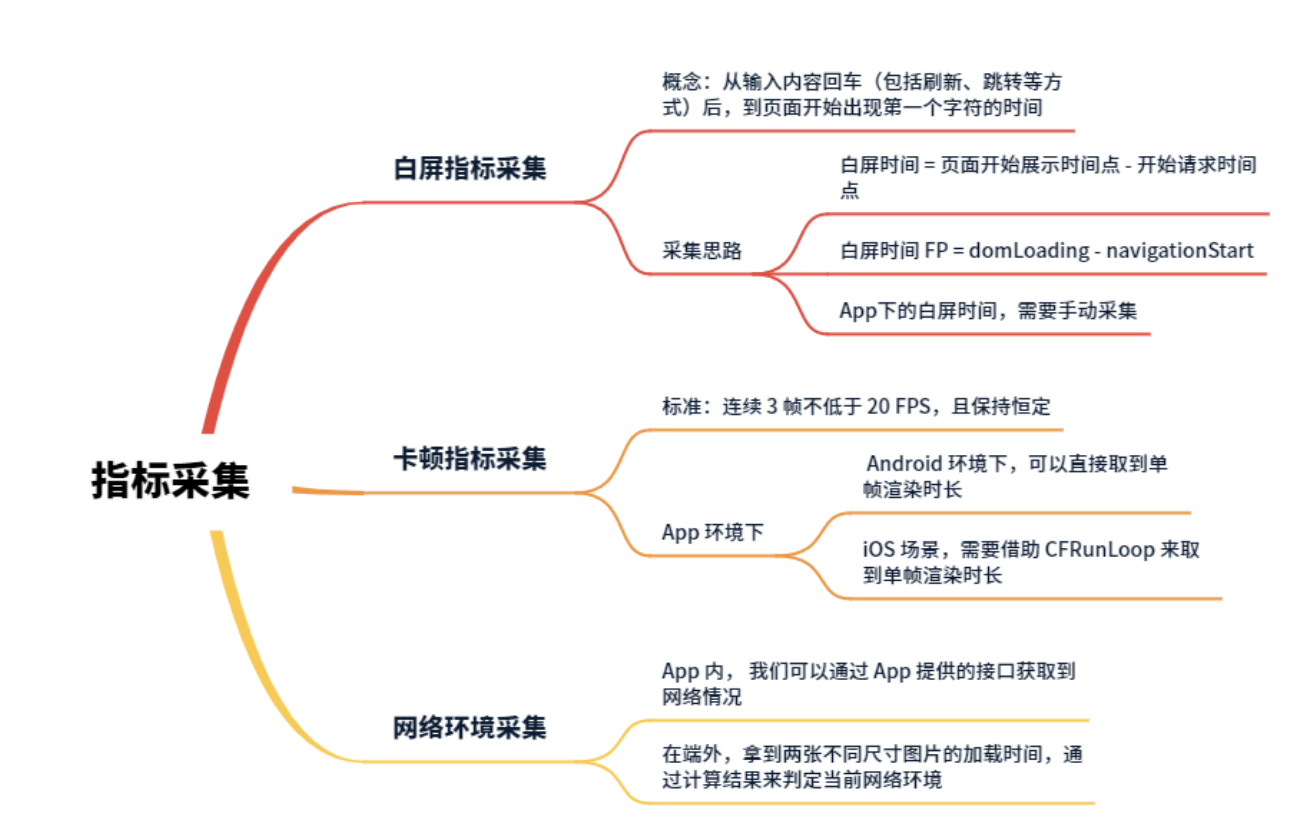 指标采集
白屏指标采集
概念：从输入内容回车（包括刷新、跳转等方
式）后，到页面开始出现第一个字符的时间
采集思路
白屏时间 = 页面开始展示时间点 - 开始请求时间
点
白屏时间 FP = domLoading - navigationStart
App下的白屏时间，需要手动采集
卡顿指标采集
标准：连续 3 帧不低于 20 FPS，且保持恒定
App 环境下
Android 环境下，可以直接取到单
帧渲染时长
iOS 场景，需要借助 CFRunLoop 来取
到单帧渲染时长
网络环境采集
App 内， 我们可以通过 App 提供的接口获取到
网络情况
在端外，拿到两张不同尺寸图片的加载时间，通
过计算结果来判定当前网络环境